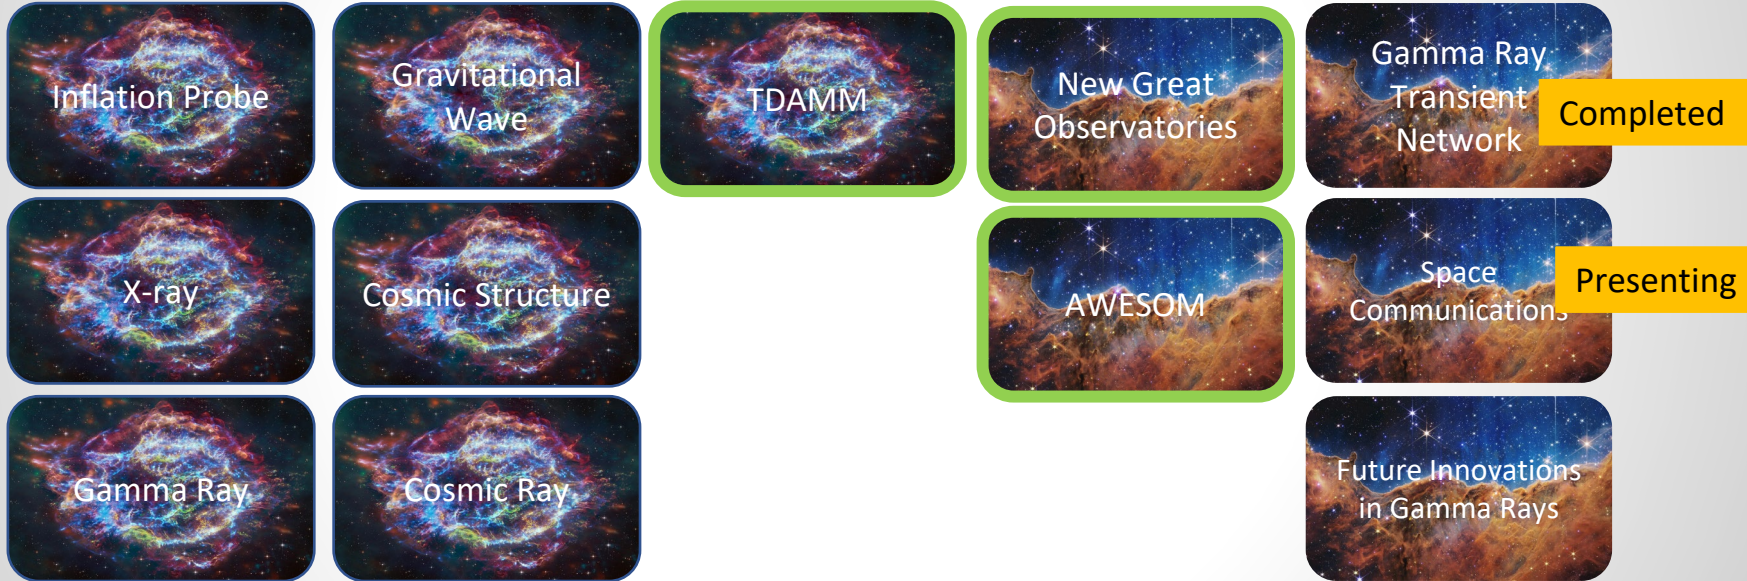 Inflation Probe
Gravitational
Wave
TDAMM
New Great
Observatories
Gamma Ray
Transient
Network
Completed
X-ray
Cosmic Structure
AWESOM
Space
Communications
Presenting
Gamma Ray
Cosmic Ray
Future Innovations
in Gamma Rays